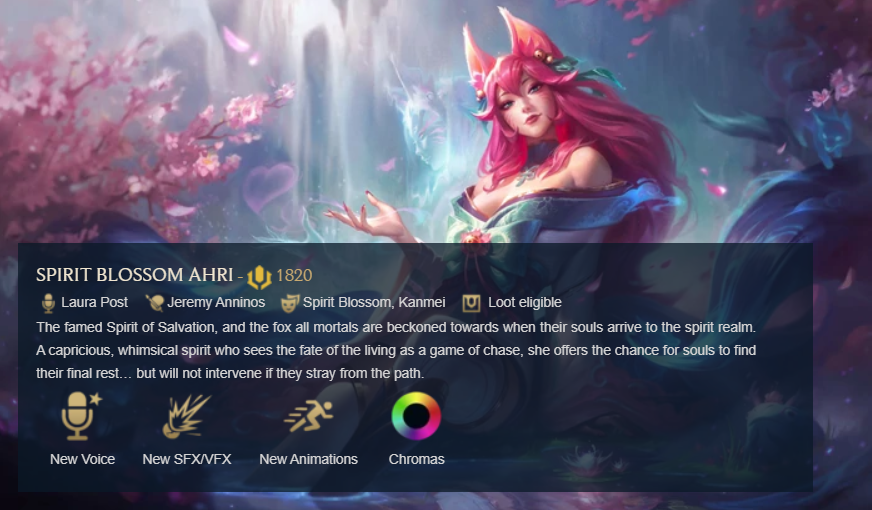 SPIRIT BLOSSOM AHRI - 1820
Laura Post Jeremy Anninos Spirit Blossom, Kanmei Loot eligible
The famed Spirit of Salvation, and the fox all mortals are beckoned towards when their souls arrive to the spirit realm.
A capricious, whimsical spirit who sees the fate of the living as a game of chase, she offers the chance for souls to find
their final rest... but will not intervene if they stray from the path.
New Voice New SFX/VFX New Animations Chromas